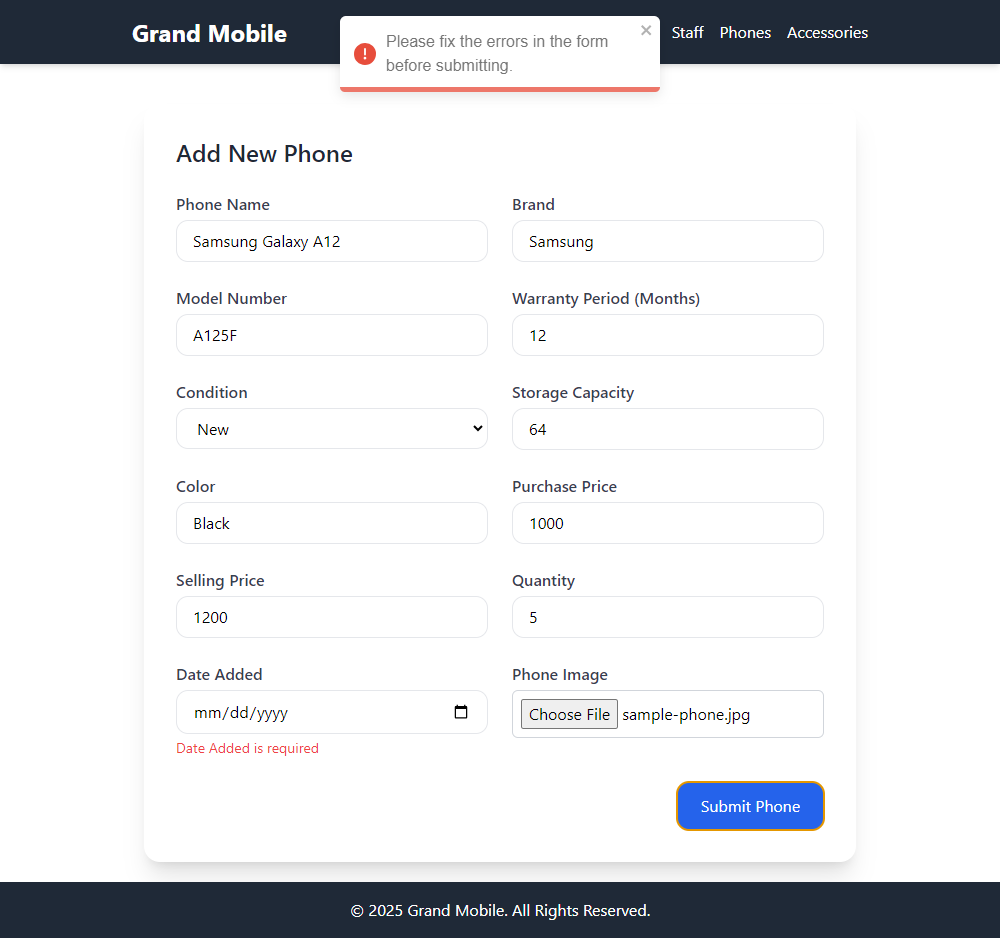 Grand Mobile
Please fix the errors in the form
before submitting.
Staff Phones Accessories
Add New Phone
Phone Name
Samsung Galaxy A12
Brand
Samsung
Model Number
A125F
Warranty Period (Months)
12
Condition
New
Storage Capacity
64
Color
Black
Purchase Price
1000
Selling Price
1200
Quantity
5
Date Added
mm/dd/yyyy
Date Added is required
Phone Image
Choose File sample-phone.jpg
Submit Phone
© 2025 Grand Mobile. All Rights Reserved.